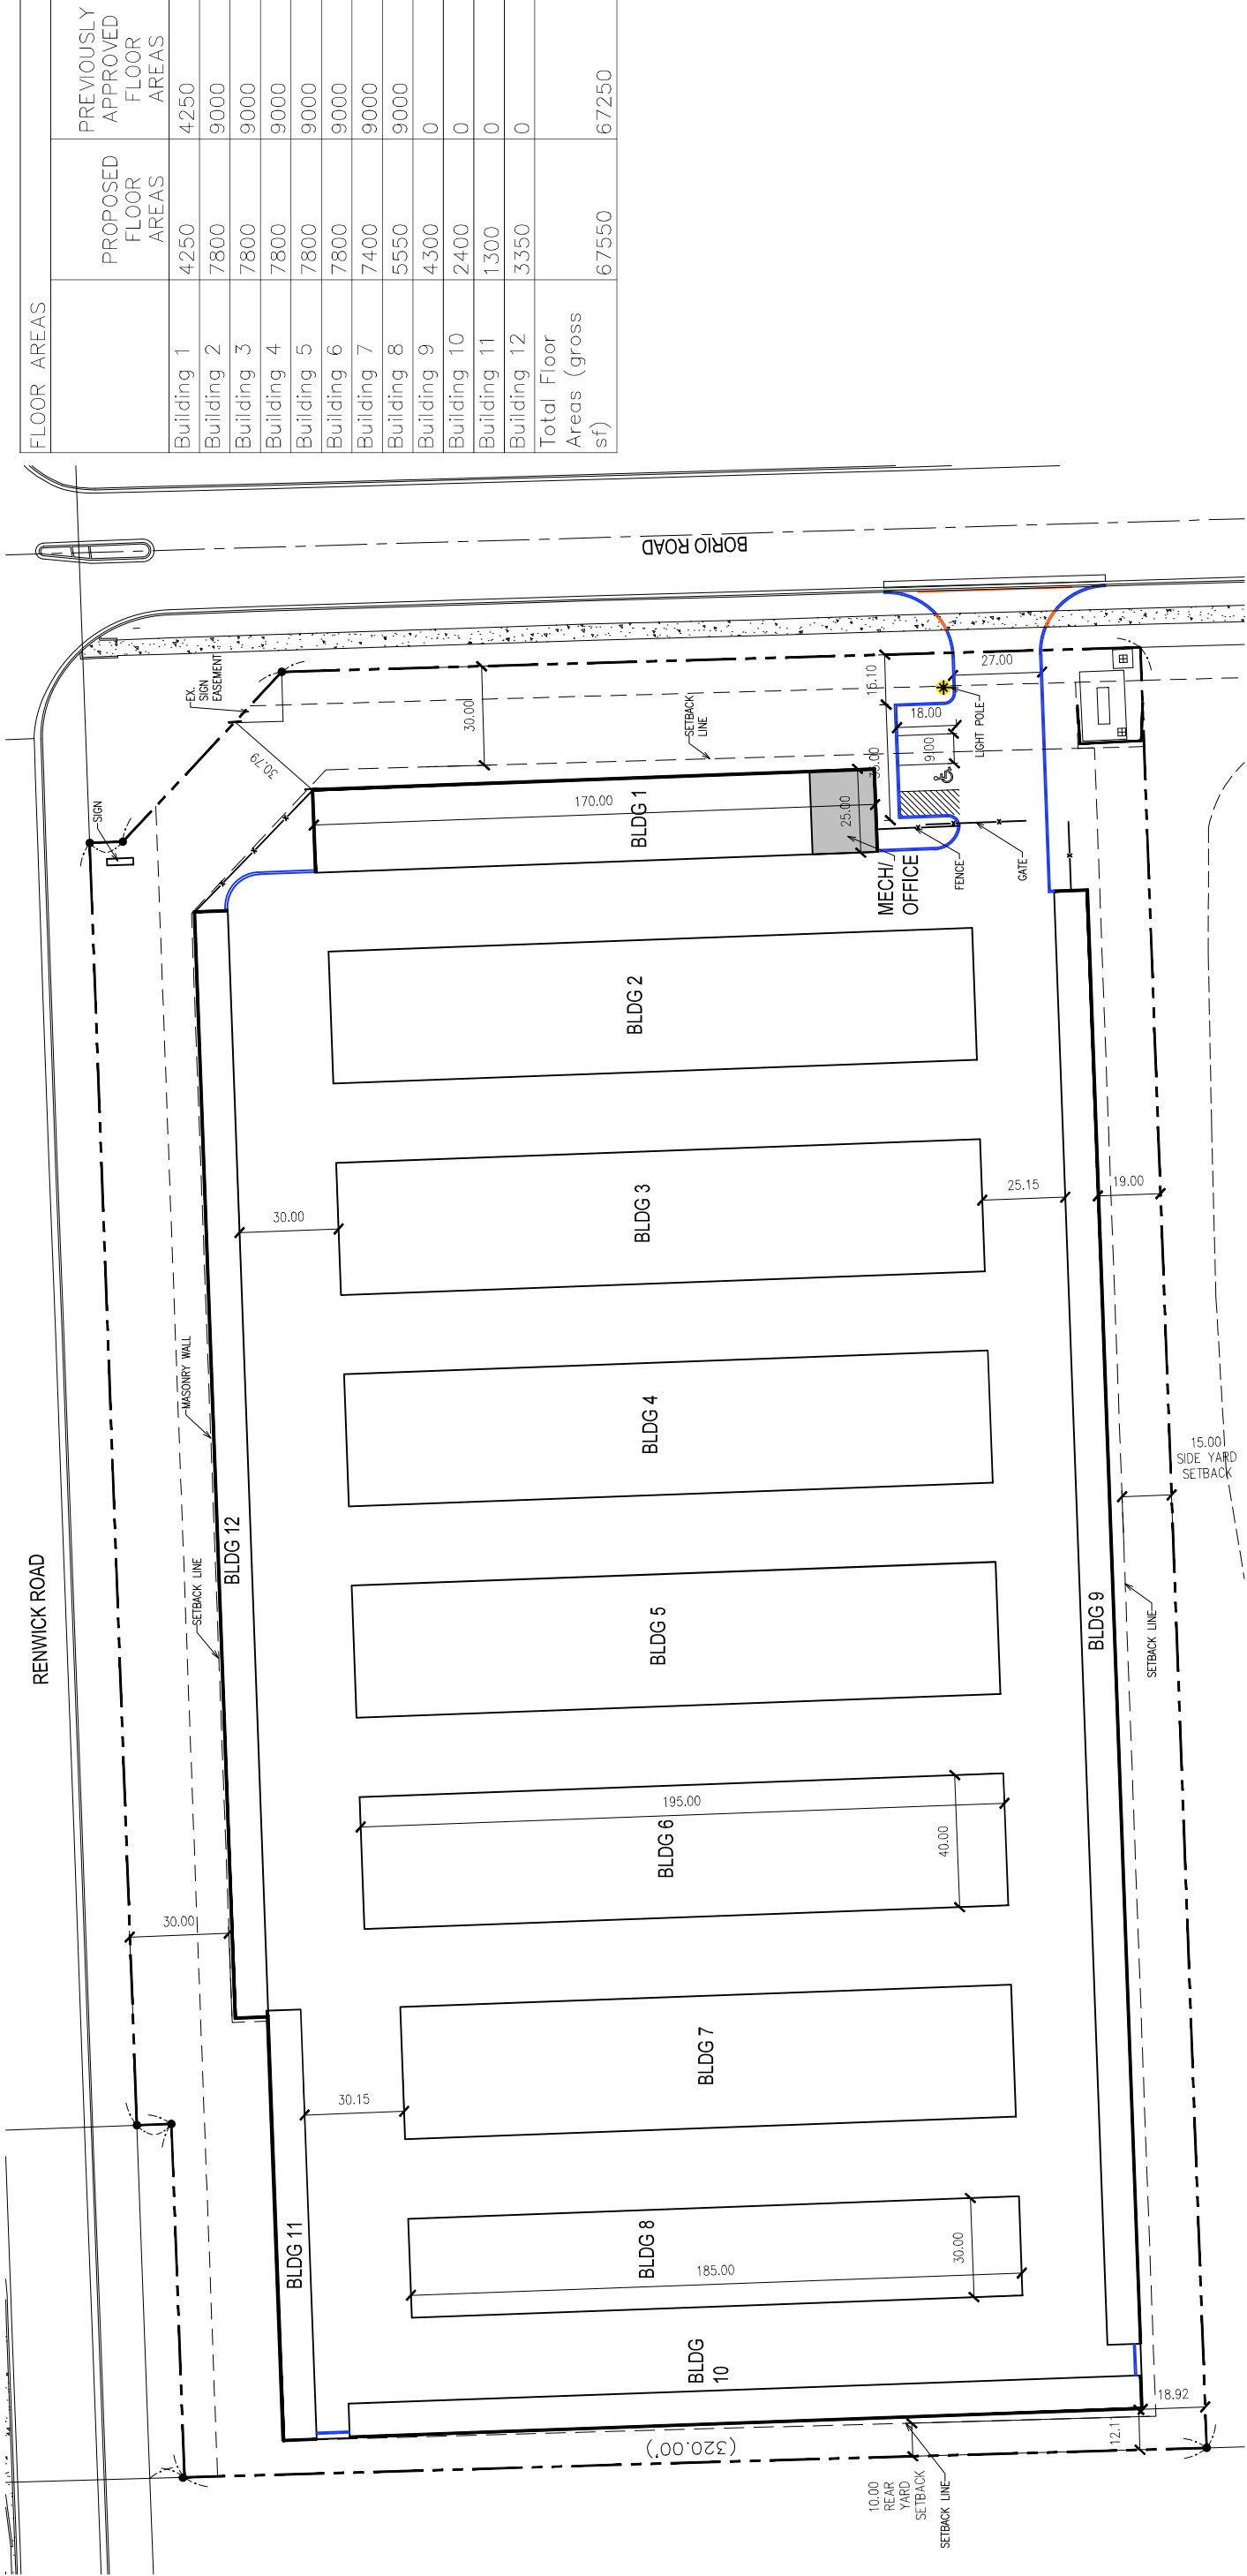 FLOOR AREAS
PROPOSED
FLOOR
AREAS
PREVIOUSLY
APPROVED
FLOOR
AREAS
Building 1 4250 4250
Building 2 7800 9000
Building 3 7800 9000
Building 4 7800 9000
Building 5 7800 9000
Building 6 7800 9000
Building 7 7400 9000
Building 8 5550 9000
Building 9 4300 0
Building 10 2400 0
Building 11 1300 0
Building 12 3350 0
Total Floor
Areas (gross
sf) 67550 67250
BORIO ROAD
EX.
SIGN
EASEMENT
SIGN
30.79
30.00
SETBACK
LINE
15.10
27.00
18.00
9.00
LIGHT POLE
170.00
BLDG 1
25.00
MECH/
OFFICE
FENCE
GATE
BLDG 2
BLDG 3
30.00
25.15
19.00
MASONRY WALL
BLDG 4
15.00
SIDE YARD
SETBACK
RENWICK ROAD
SETBACK LINE
BLDG 12
BLDG 5
BLDG 9
SETBACK LINE
195.00
BLDG 6
40.00
30.00
BLDG 7
30.15
BLDG 11
BLDG 8
185.00
30.00
BLDG
10
(320.00')
18.92
10.00
REAR
YARD
SETBACK
SETBACK LINE